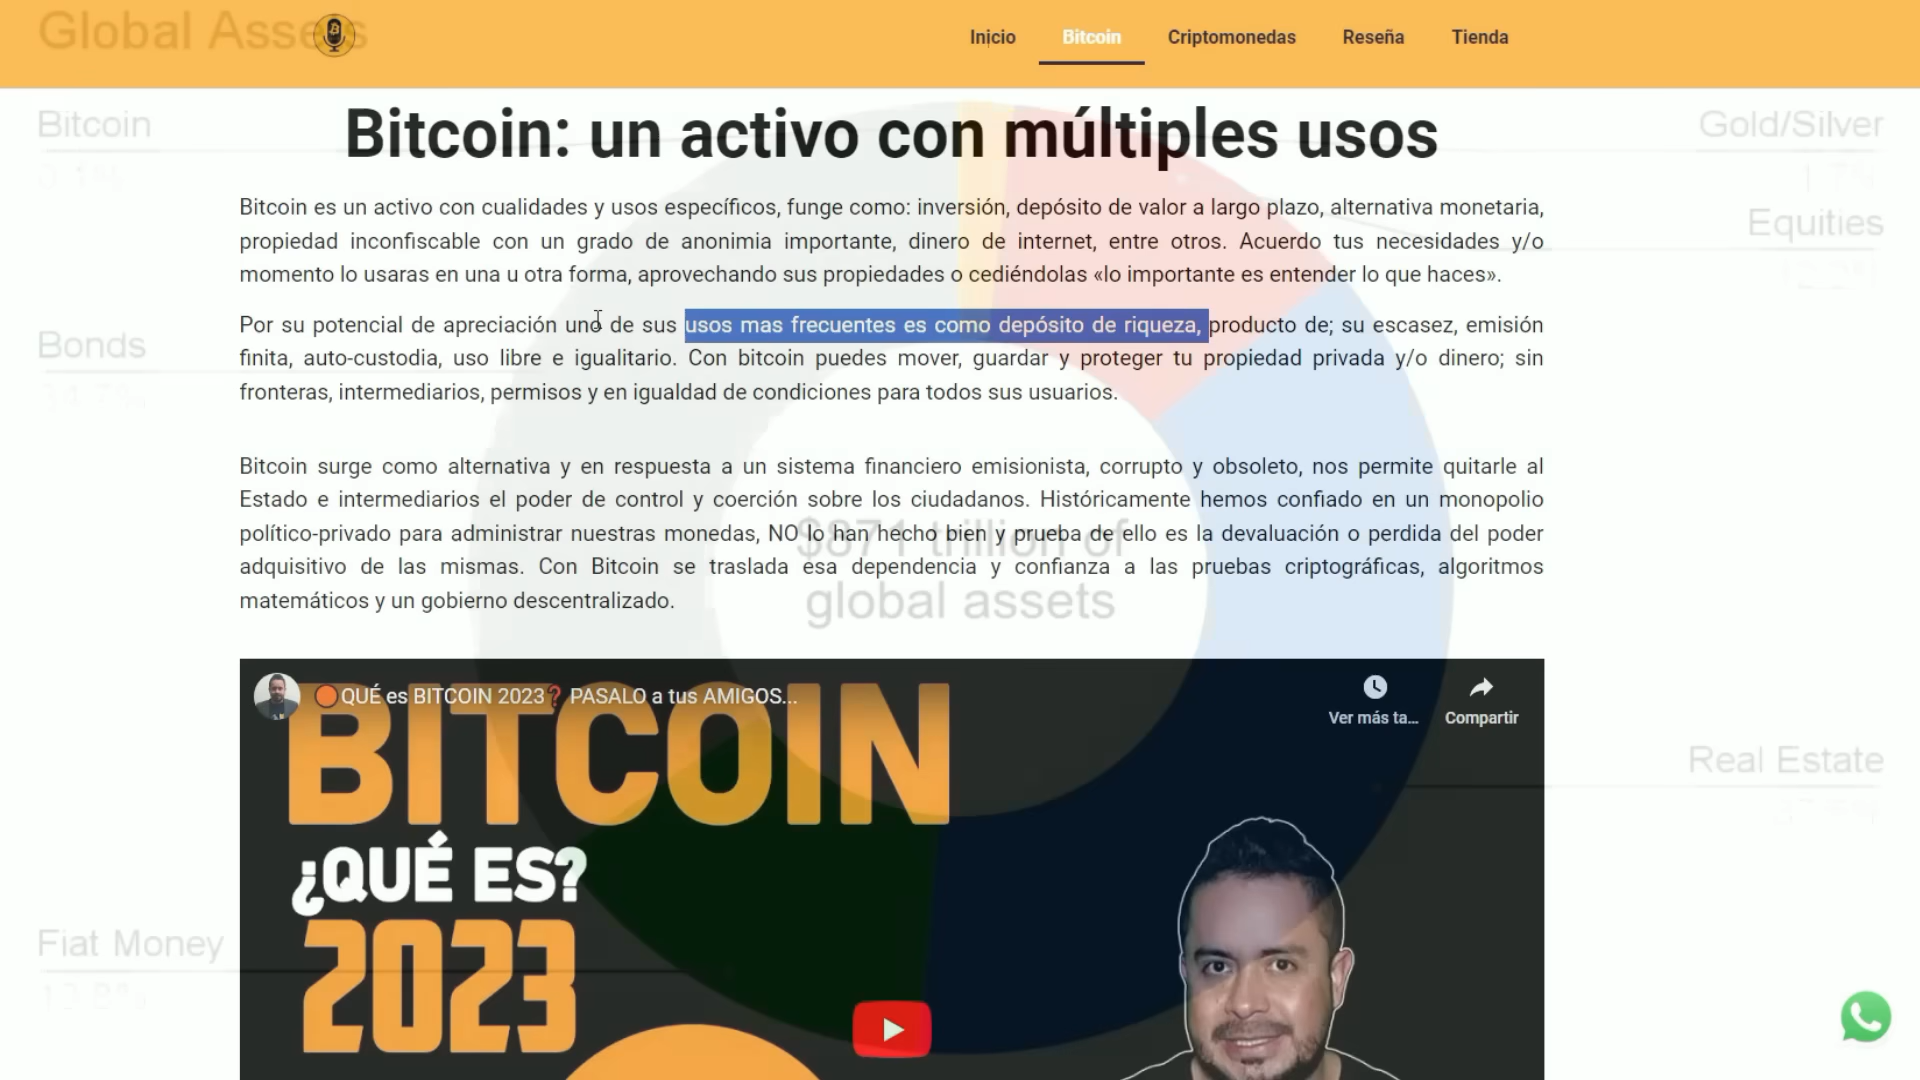 Global Assets
Inicio Bitcoin Criptomonedas Reseña Tienda
Bitcoin: un activo con múltiples usos
Bitcoin
0.1%
Gold/Silver
1.7%
Equities
Bonds
Real Estate
Fiat Money
13.8%
$871 trillion of
global assets
Bitcoin es un activo con cualidades y usos específicos, funge como: inversión, depósito de valor a largo plazo, alternativa monetaria,
propiedad inconfiscable con un grado de anonimia importante, dinero de internet, entre otros. Acuerdo tus necesidades y/o
momento lo usaras en una u otra forma, aprovechando sus propiedades o cediéndolas «lo importante es entender lo que haces».
Por su potencial de apreciación uno de sus usos mas frecuentes es como depósito de riqueza, producto de; su escasez, emisión
finita, auto-custodia, uso libre e igualitario. Con bitcoin puedes mover, guardar y proteger tu propiedad privada y/o dinero; sin
fronteras, intermediarios, permisos y en igualdad de condiciones para todos sus usuarios.
Bitcoin surge como alternativa y en respuesta a un sistema financiero emisionista, corrupto y obsoleto, nos permite quitarle al
Estado e intermediarios el poder de control y coerción sobre los ciudadanos. Históricamente hemos confiado en un monopolio
político-privado para administrar nuestras monedas, NO lo han hecho bien y prueba de ello es la devaluación o perdida del poder
adquisitivo de las mismas. Con Bitcoin se traslada esa dependencia y confianza a las pruebas criptográficas, algoritmos
matemáticos y un gobierno descentralizado.
QUÉ es BITCOIN 2023❓ PASALO a tus AMIGOS...
Ver más ta... Compartir
BITCOIN
¿QUÉ ES?
2023